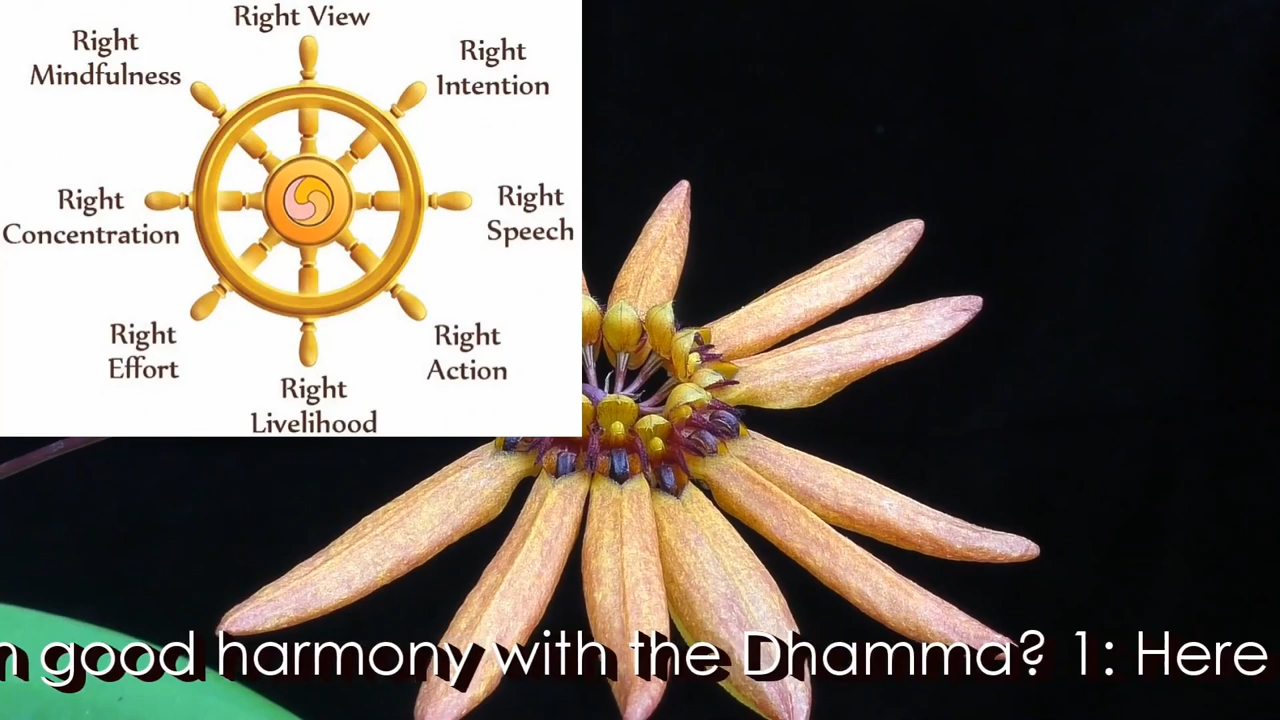 Right View
Right
Intention
Right
Speech
Right
Action
Right
Livelihood
Right
Effort
Right
Concentration
Right
Mindfulness
good harmony with the Dhamma? 1: Here